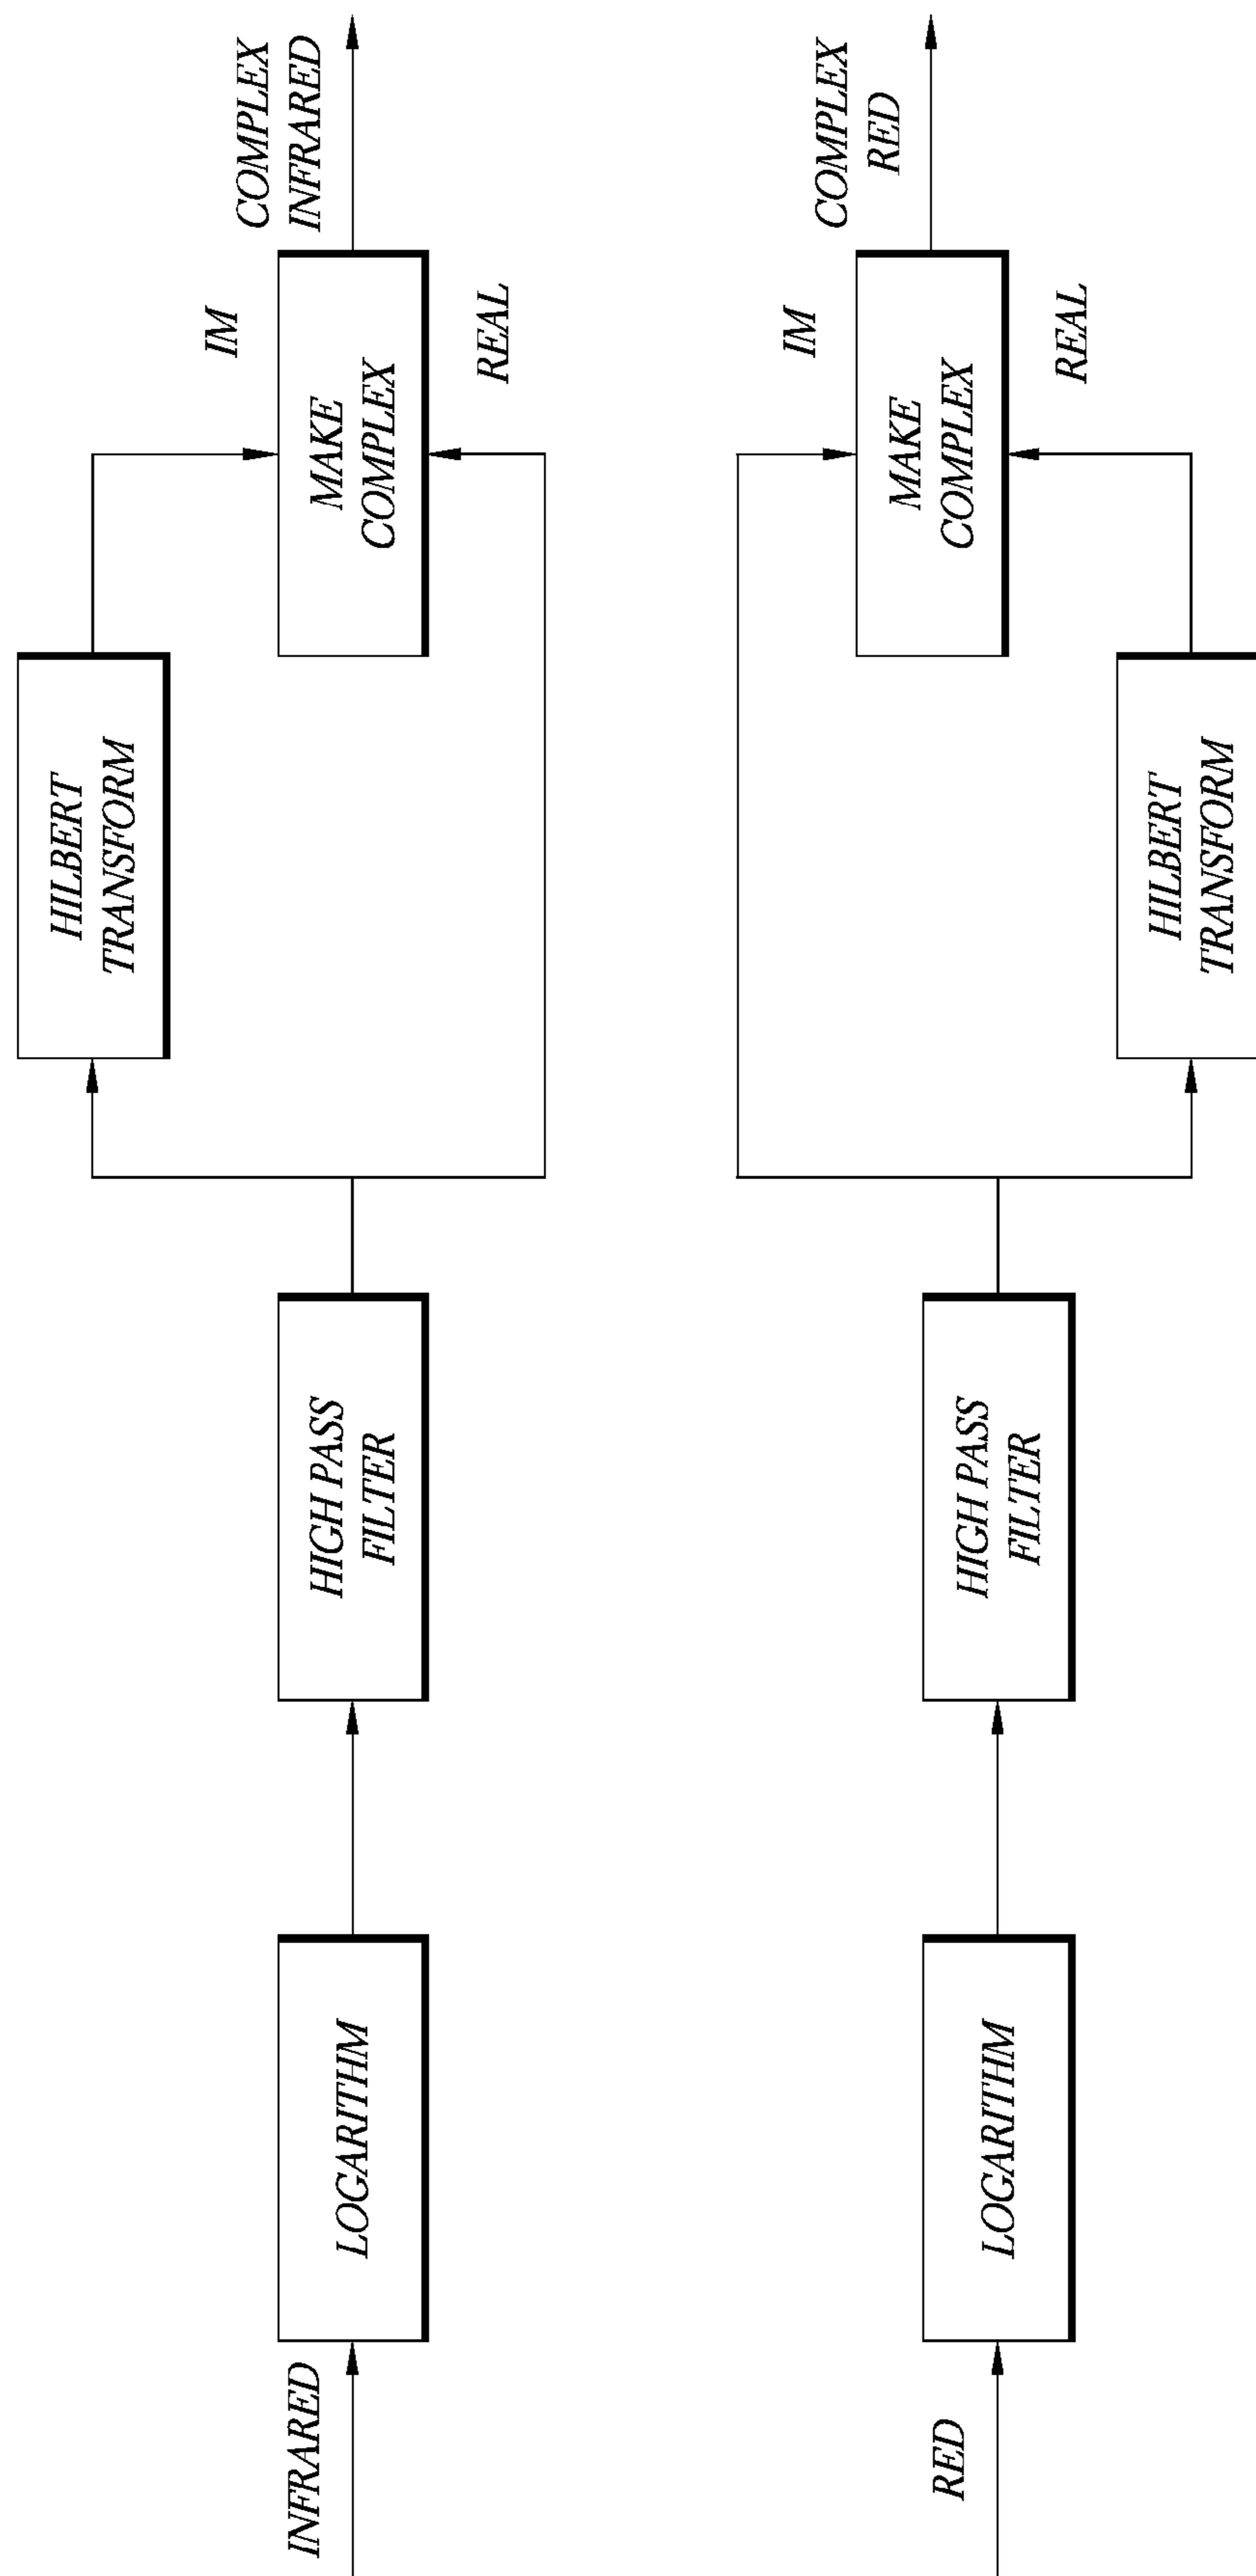 INFRARED
LOGARITHM
HIGH PASS
FILTER
HILBERT
TRANSFORM
IM
MAKE
COMPLEX
REAL
COMPLEX
INFRARED
RED
LOGARITHM
HIGH PASS
FILTER
HILBERT
TRANSFORM
IM
MAKE
COMPLEX
REAL
COMPLEX
RED